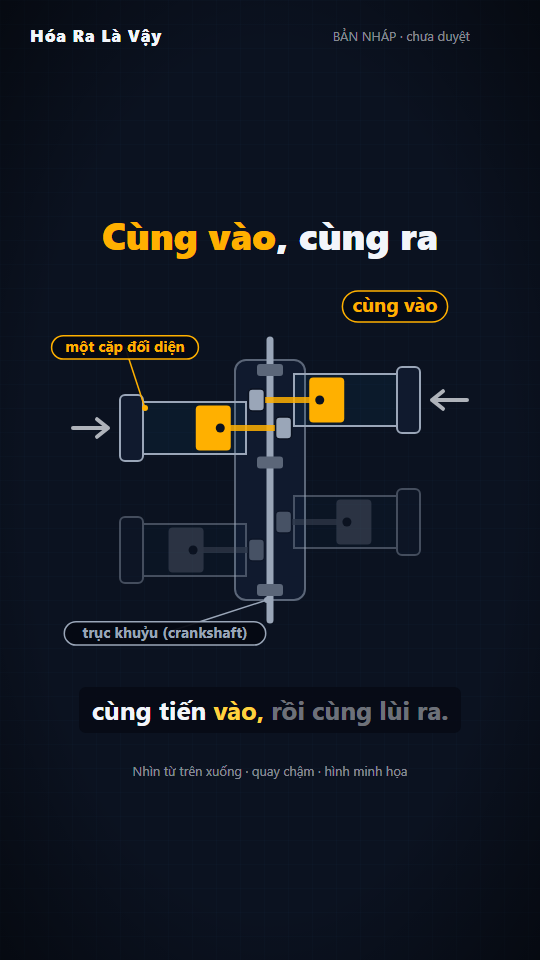 Hóa Ra Là Vậy
BẢN NHÁP · chưa duyệt
Cùng vào, cùng ra
cùng vào
một cặp đối diện
trục khuỷu (crankshaft)
cùng tiến vào, rồi cùng lùi ra.
Nhìn từ trên xuống · quay chậm · hình minh họa